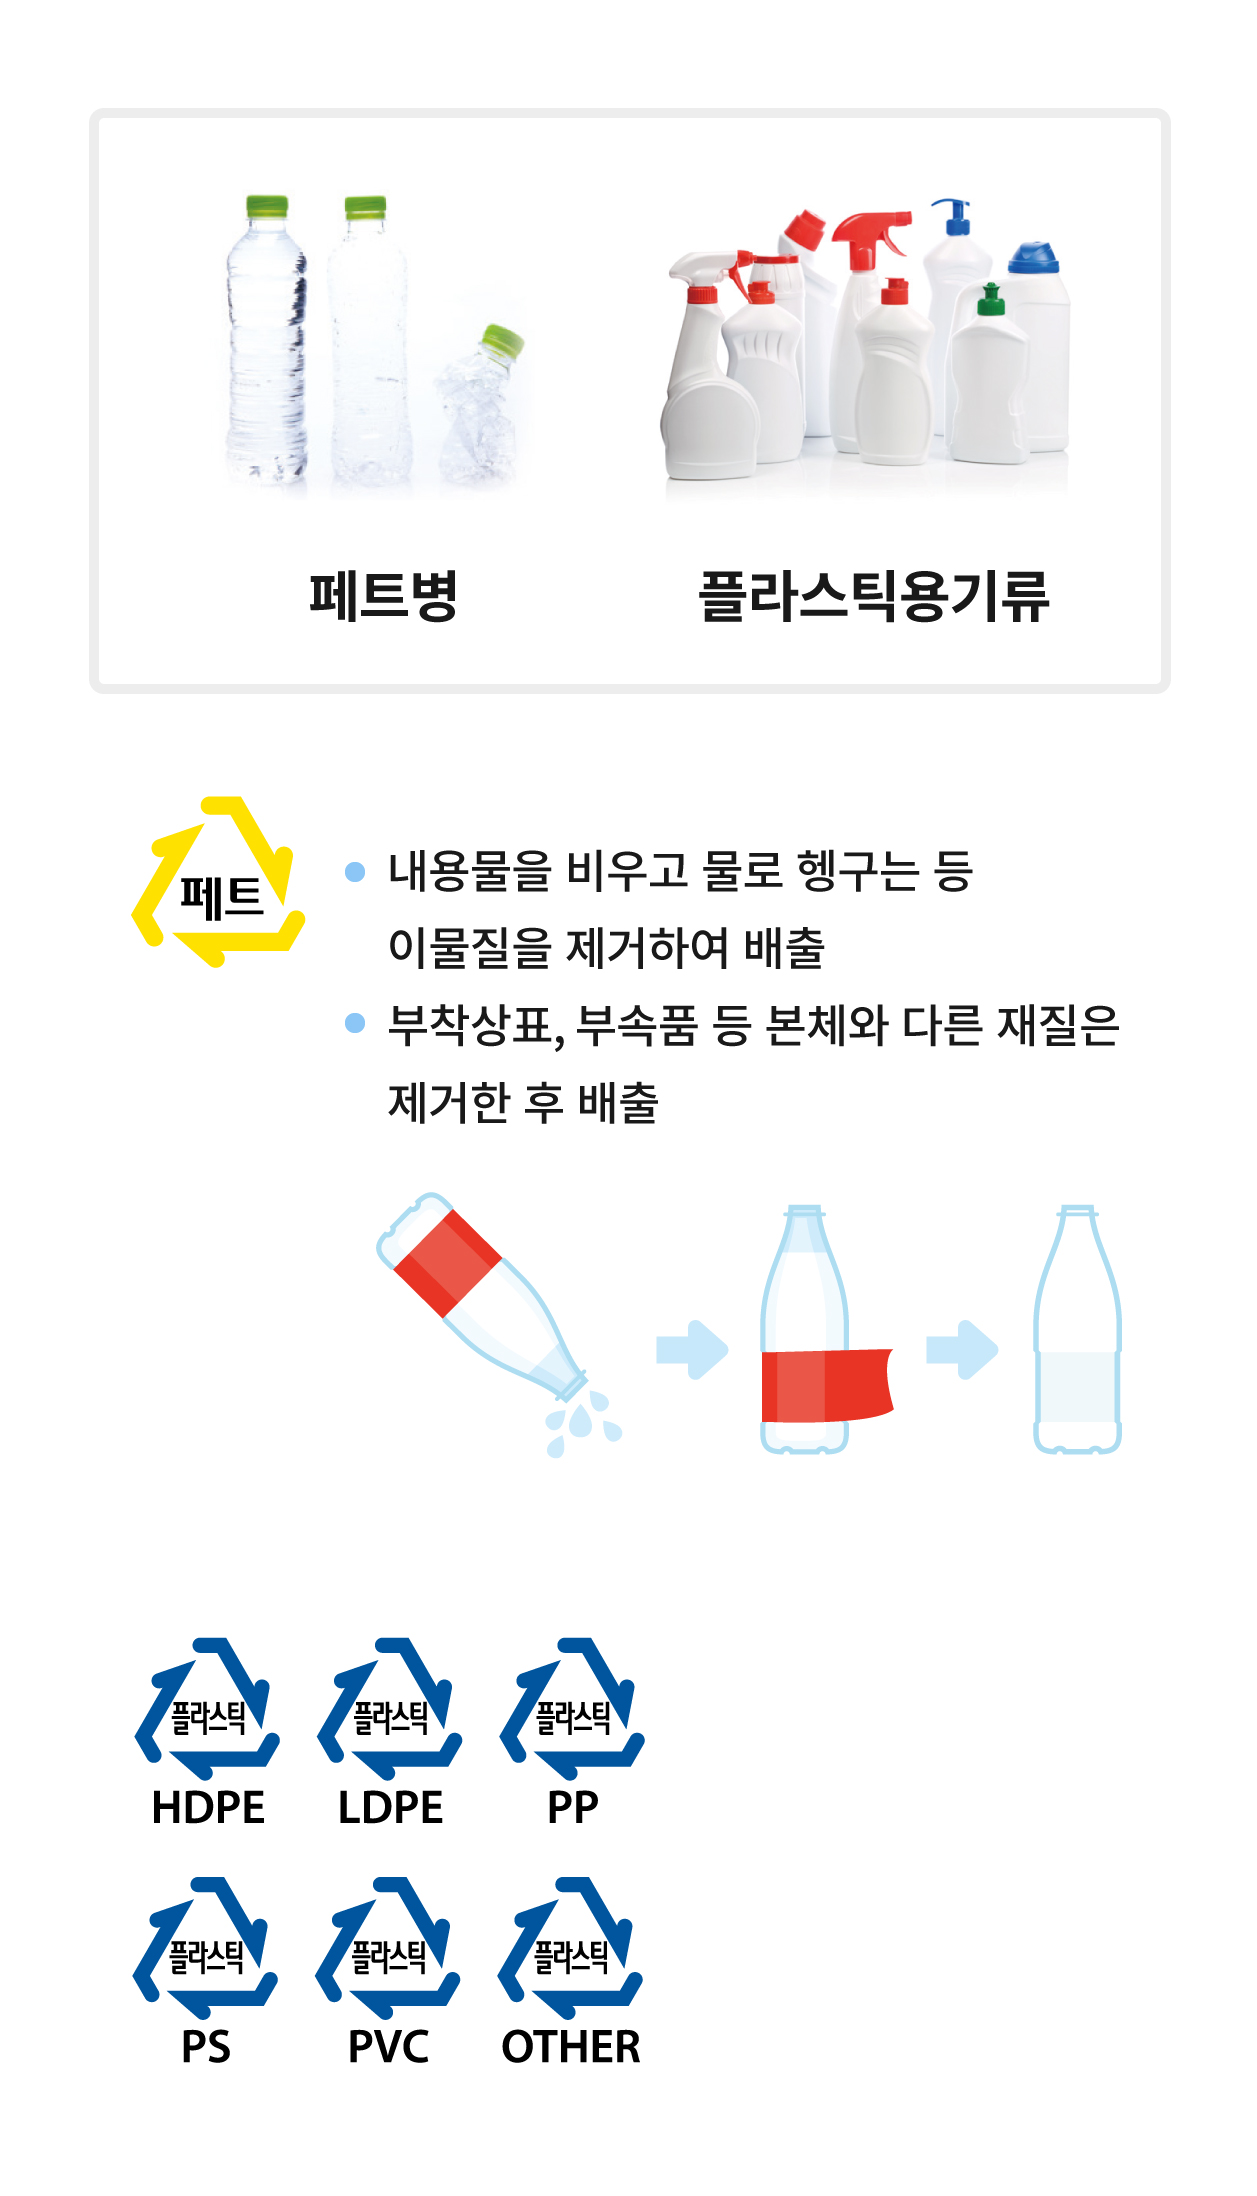 페트병
플라스틱용기류
페트
내용물을 비우고 물로 헹구는 등
이물질을 제거하여 배출
부착상표, 부속품 등 본체와 다른 재질은
제거한 후 배출
플라스틱
HDPE
플라스틱
LDPE
플라스틱
PP
플라스틱
PS
플라스틱
PVC
플라스틱
OTHER